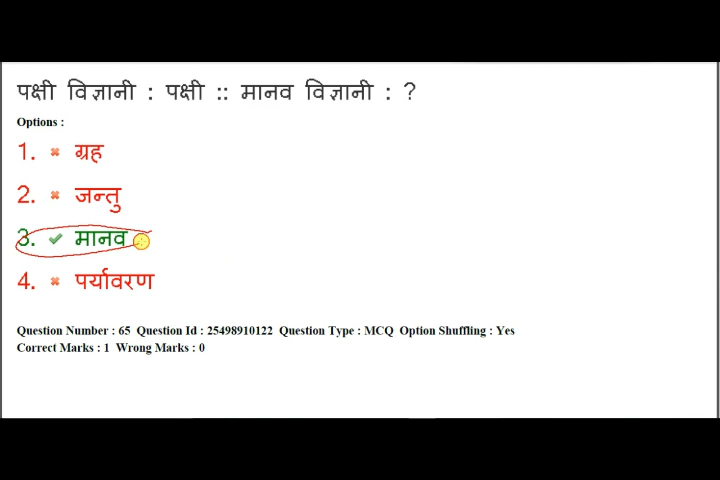 पक्षी विज्ञानी : पक्षी :: मानव विज्ञानी : ?
Options :
1. ग्रह
2. जन्तु
3. मानव
4. पर्यावरण
Question Number : 65 Question Id : 25498910122 Question Type : MCQ Option Shuffling : Yes
Correct Marks : 1 Wrong Marks : 0